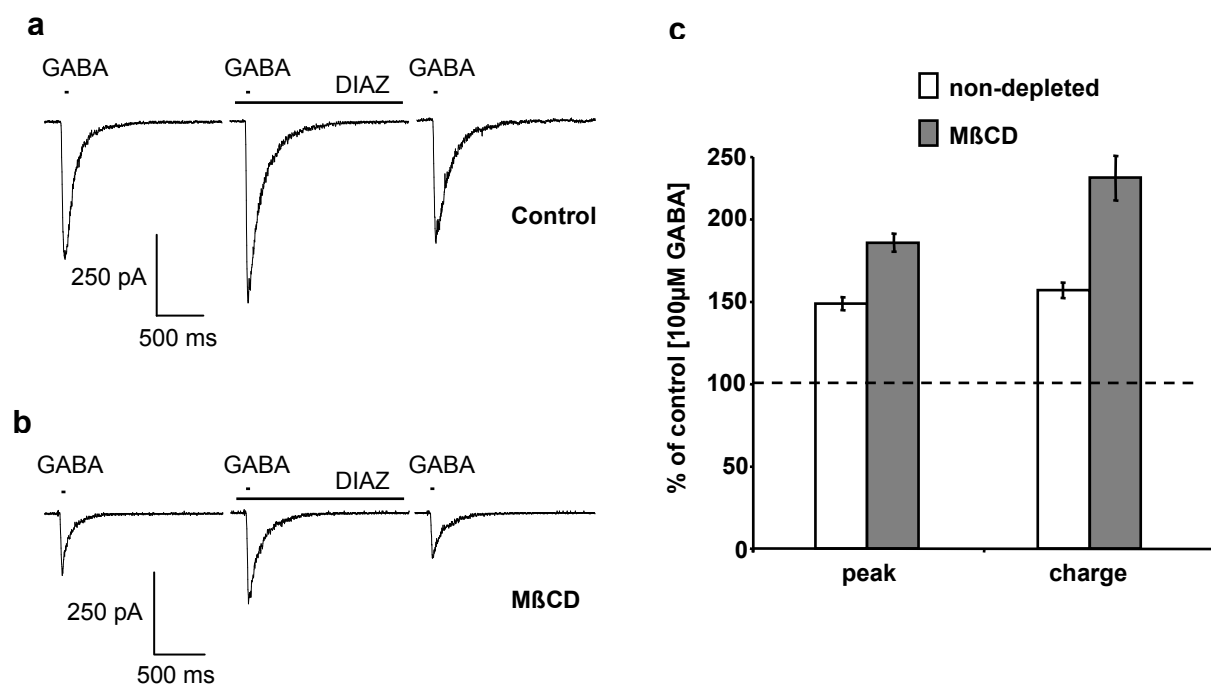 a
GABA GABA DIAZ GABA
Control
250 pA
500 ms
b
GABA GABA DIAZ GABA
MßCD
250 pA
500 ms
c
non-depleted
MßCD
% of control [100µM GABA]
250
200
150
100
50
0
peak charge